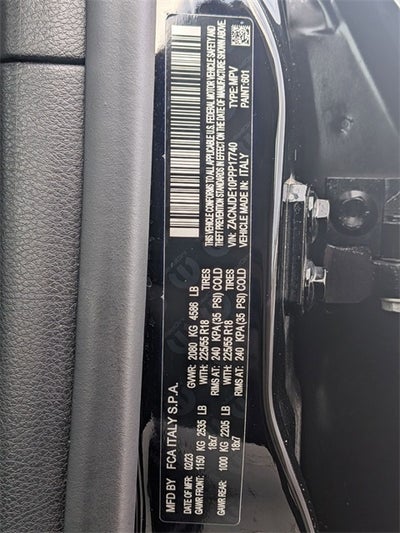 MFD BY FCA ITALY S.P.A.
DATE OF MFR: 02/23 GVWR: 2080 KG 4586 LB
GAWR FRONT: 1150 KG 2535 LB WITH: 225/55 R18 TIRES
18x7 RIMS AT: 240 KPA (35 PSI) COLD
GAWR REAR: 1000 KG 2205 LB WITH: 225/55 R18 TIRES
18x7 RIMS AT: 240 KPA (35 PSI) COLD
THIS VEHICLE CONFORMS TO ALL APPLICABLE U.S. FEDERAL MOTOR VEHICLE SAFETY AND
THEFT PREVENTION STANDARDS IN EFFECT ON THE DATE OF MANUFACTURE SHOWN ABOVE.
VIN: ZACNJDE10PPP17740 TYPE: MPV
VEHICLE MADE IN: ITALY PAINT: 601